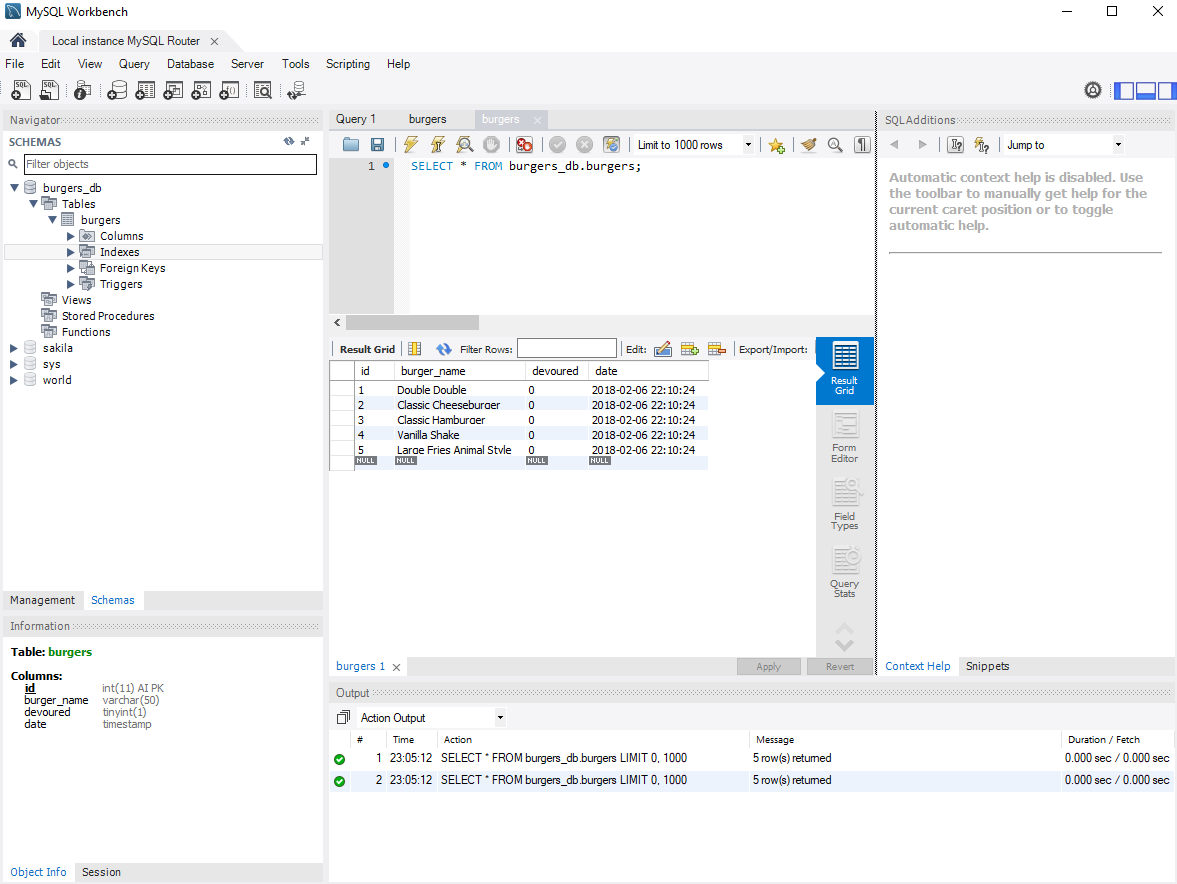 MySQL Workbench
Local instance MySQL Router
File Edit View Query Database Server Tools Scripting Help
Navigator
SCHEMAS
Filter objects
burgers_db
Tables
burgers
Columns
Indexes
Foreign Keys
Triggers
Views
Stored Procedures
Functions
sakila
sys
world
Management Schemas
Information
Table: burgers
Columns:
id int(11) AI PK
burger_name varchar(50)
devoured tinyint(1)
date timestamp
Object Info Session
Query 1 burgers burgers
Limit to 1000 rows
1 SELECT * FROM burgers_db.burgers;
Result Grid Filter Rows: Edit: Export/Import:
id burger_name devoured date
1 Double Double 0 2018-02-06 22:10:24
2 Classic Cheeseburger 0 2018-02-06 22:10:24
3 Classic Hamburger 0 2018-02-06 22:10:24
4 Vanilla Shake 0 2018-02-06 22:10:24
5 Large Fries Animal Style 0 2018-02-06 22:10:24
NULL NULL NULL NULL
Result
Grid
Form
Editor
Field
Types
Query
Stats
burgers 1 Apply Revert
SQLAdditions
Jump to
Automatic context help is disabled. Use
the toolbar to manually get help for the
current caret position or to toggle
automatic help.
Context Help Snippets
Output
Action Output
# Time Action Message Duration / Fetch
1 23:05:12 SELECT * FROM burgers_db.burgers LIMIT 0, 1000 5 row(s) returned 0.000 sec / 0.000 sec
2 23:05:12 SELECT * FROM burgers_db.burgers LIMIT 0, 1000 5 row(s) returned 0.000 sec / 0.000 sec